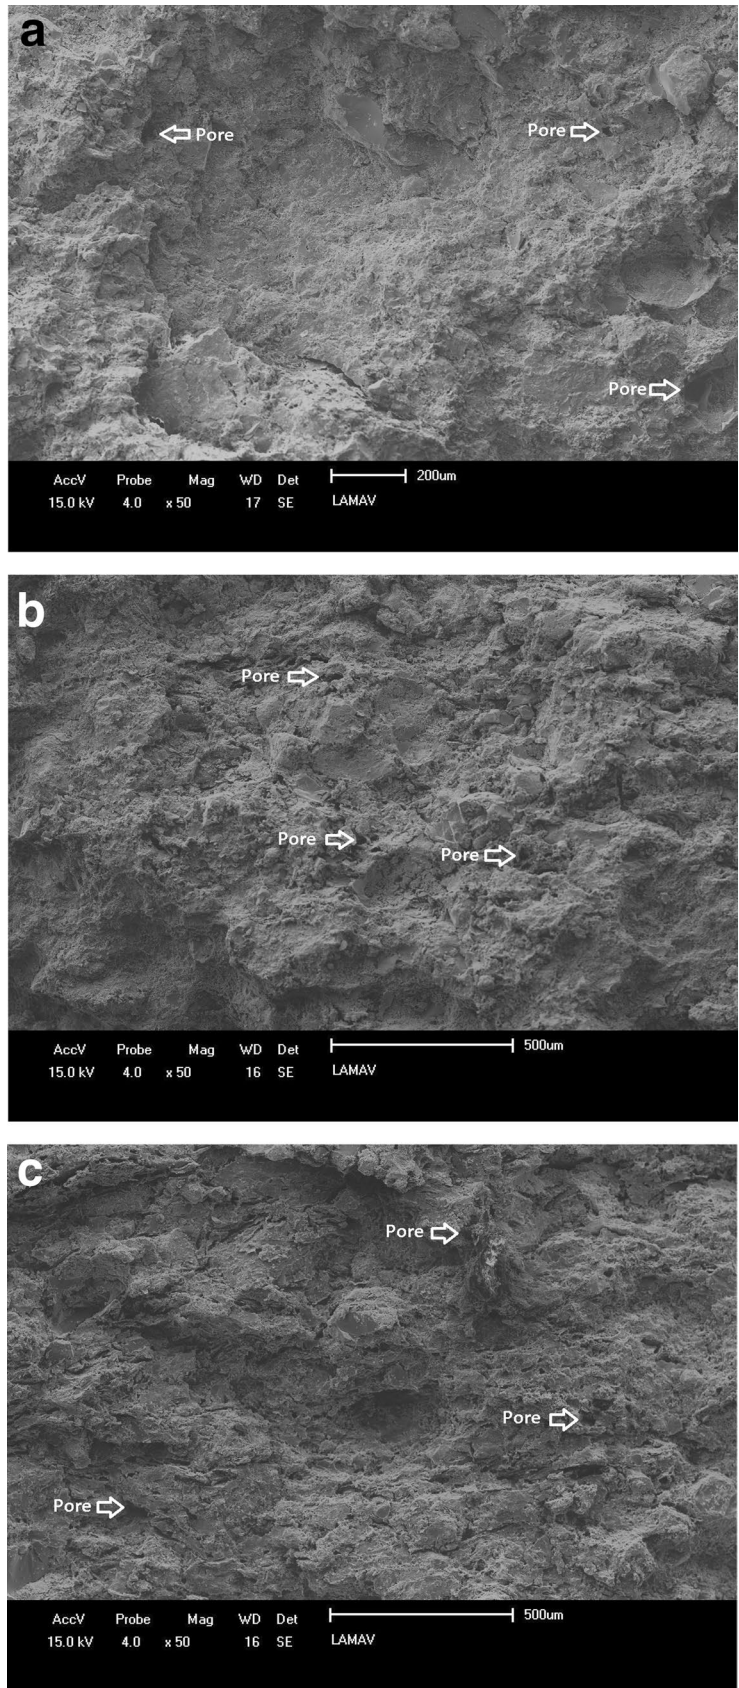 a
Pore
Pore
Pore
AccV Probe Mag WD Det 200um
15.0 kV 4.0 x 50 17 SE LAMAV
b
Pore
Pore
Pore
AccV Probe Mag WD Det 500um
15.0 kV 4.0 x 50 16 SE LAMAV
c
Pore
Pore
Pore
AccV Probe Mag WD Det 500um
15.0 kV 4.0 x 50 16 SE LAMAV